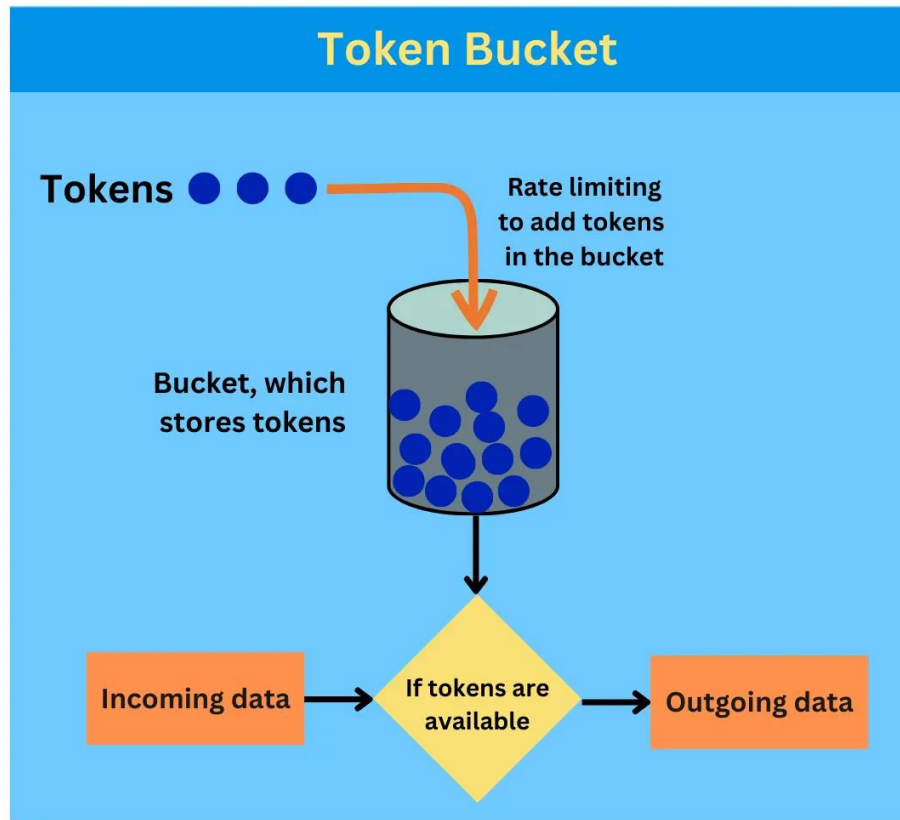 Token Bucket
Tokens
Rate limiting
to add tokens
in the bucket
Bucket, which
stores tokens
Incoming data
If tokens are
available
Outgoing data